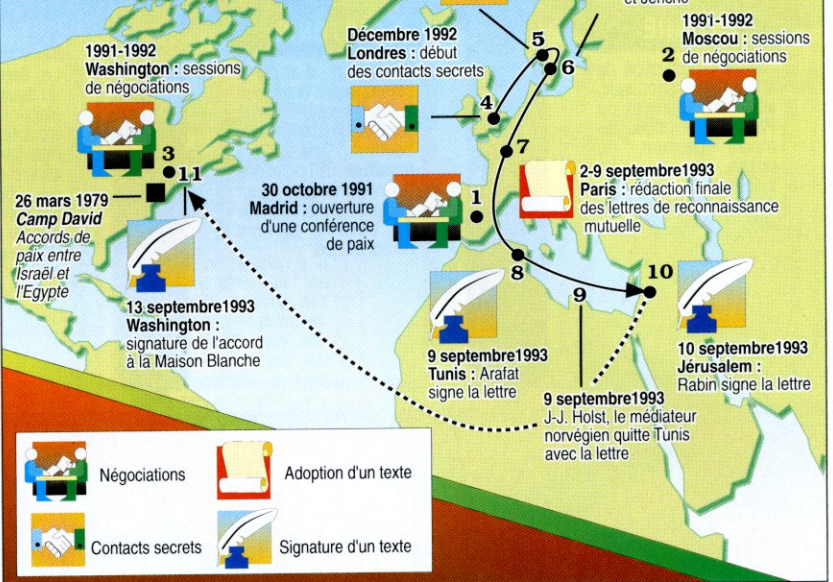 et Jéricho
1991-1992
Washington : sessions
de négociations
Décembre 1992
Londres : début
des contacts secrets
1991-1992
Moscou : sessions
de négociations
5
6
2
4
3
11
7
26 mars 1979
Camp David
Accords de
paix entre
Israël et
l'Egypte
30 octobre 1991
Madrid : ouverture
d'une conférence
de paix
1
2-9 septembre1993
Paris : rédaction finale
des lettres de reconnaissance
mutuelle
8
9
10
13 septembre1993
Washington :
signature de l'accord
à la Maison Blanche
9 septembre1993
Tunis : Arafat
signe la lettre
10 septembre1993
Jérusalem :
Rabin signe la lettre
9 septembre1993
J-J. Holst, le médiateur
norvégien quitte Tunis
avec la lettre
Négociations
Adoption d'un texte
Contacts secrets
Signature d'un texte